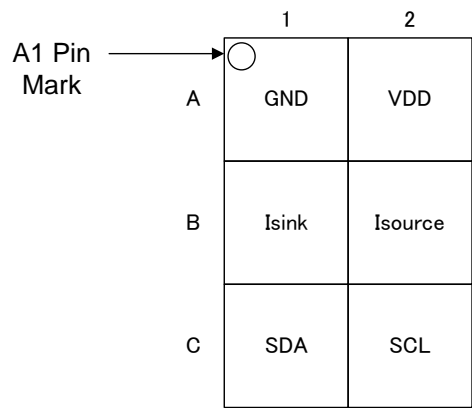 1 2
A1 Pin
Mark
A GND VDD
B Isink Isource
C SDA SCL